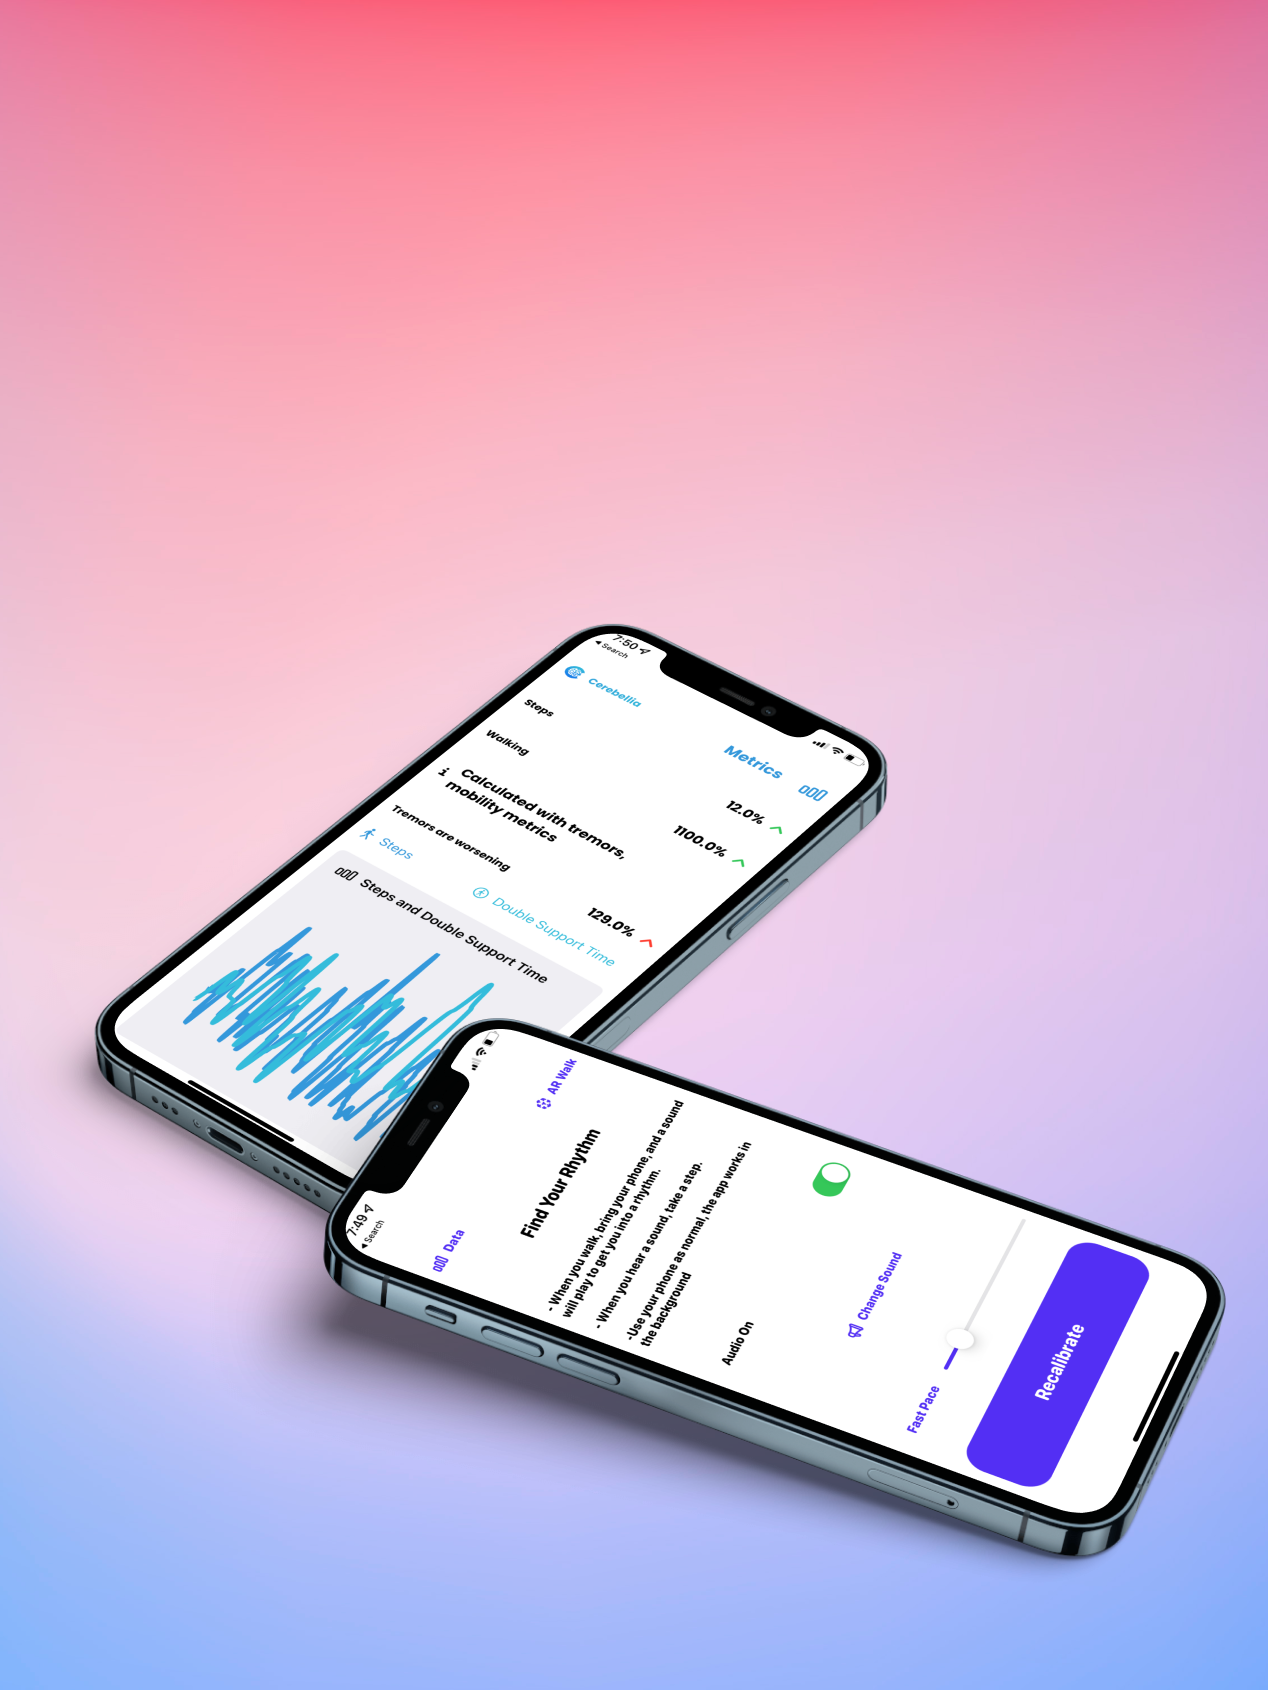 7:50
◀ Search
Cerebellia
Metrics
Steps
12.0%
Walking
1100.0%
Calculated with tremors,
mobility metrics
Tremors are worsening
129.0%
Steps
Double Support Time
Steps and Double Support Time
7:49
◀ Search
Data
AR Walk
Find Your Rhythm
- When you walk, bring your phone, and a sound
will play to get you into a rhythm.
- When you hear a sound, take a step.
-Use your phone as normal, the app works in
the background
Audio On
Change Sound
Fast Pace
Recalibrate